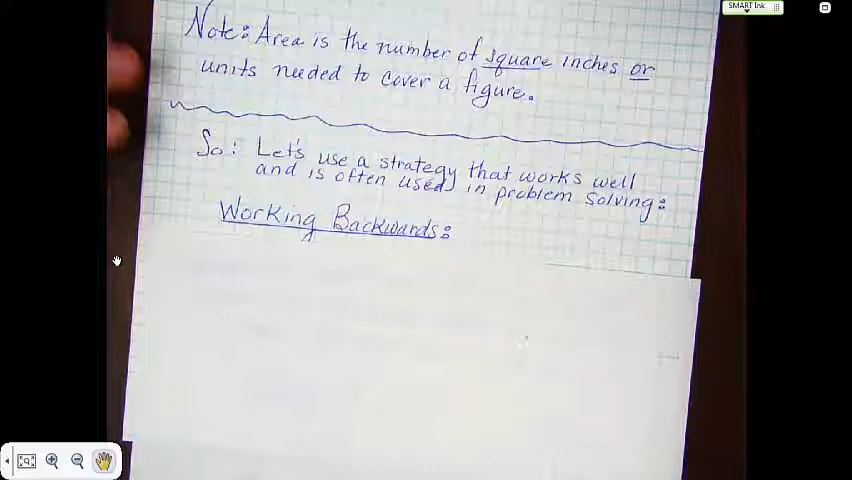 SMART Ink
Note: Area is the number of square inches or
units needed to cover a figure.
So: Let's use a strategy that works well
and is often used in problem solving:
Working Backwards: